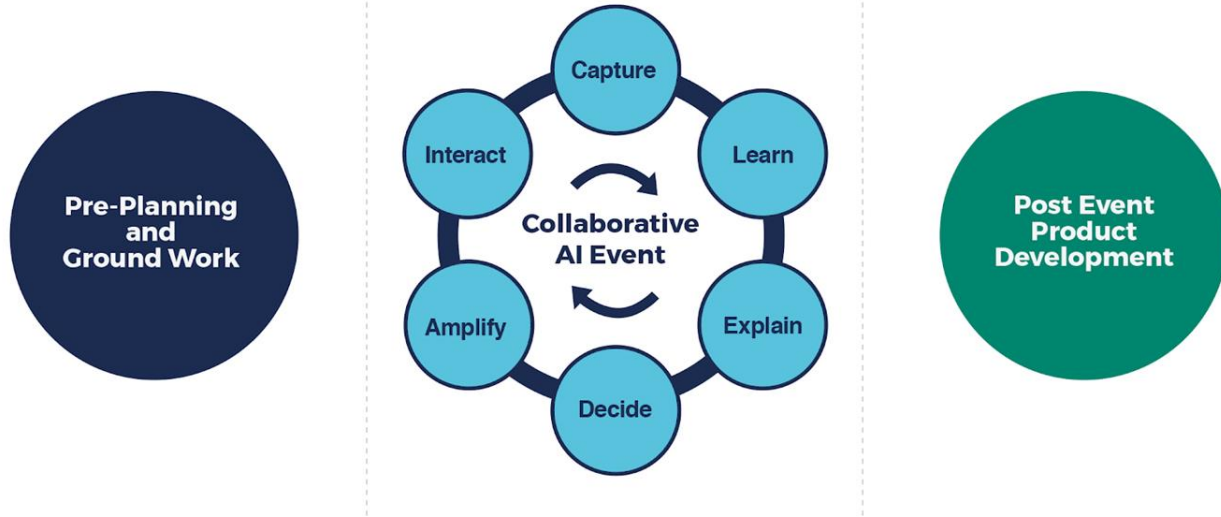 Pre-Planning
and
Ground Work
Capture
Learn
Explain
Decide
Amplify
Interact
Collaborative
AI Event
Post Event
Product
Development